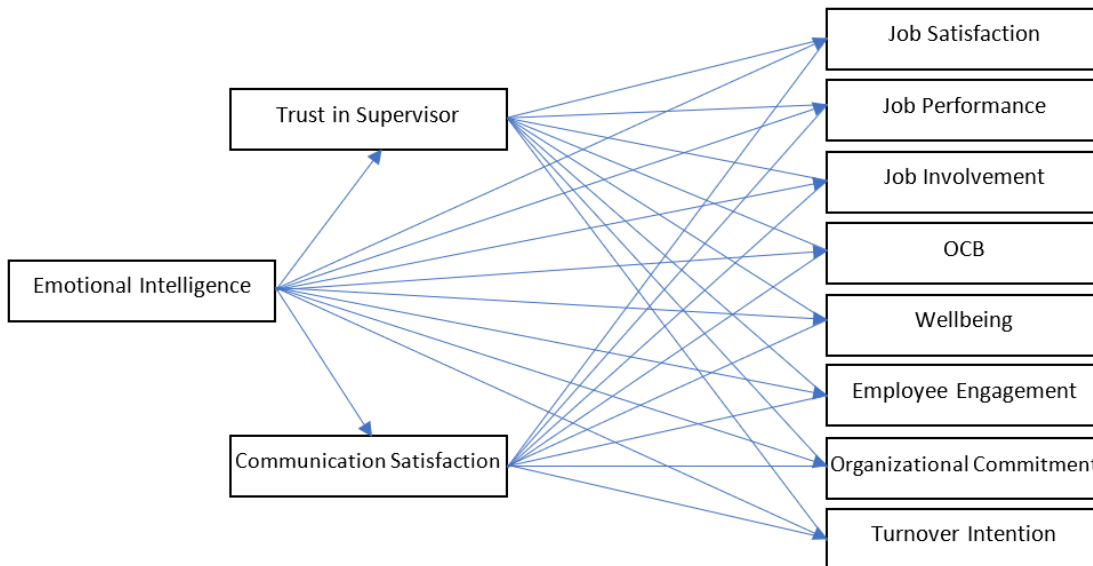 Job Satisfaction
Trust in Supervisor
Job Performance
Job Involvement
Emotional Intelligence
OCB
Wellbeing
Employee Engagement
Communication Satisfaction
Organizational Commitment
Turnover Intention